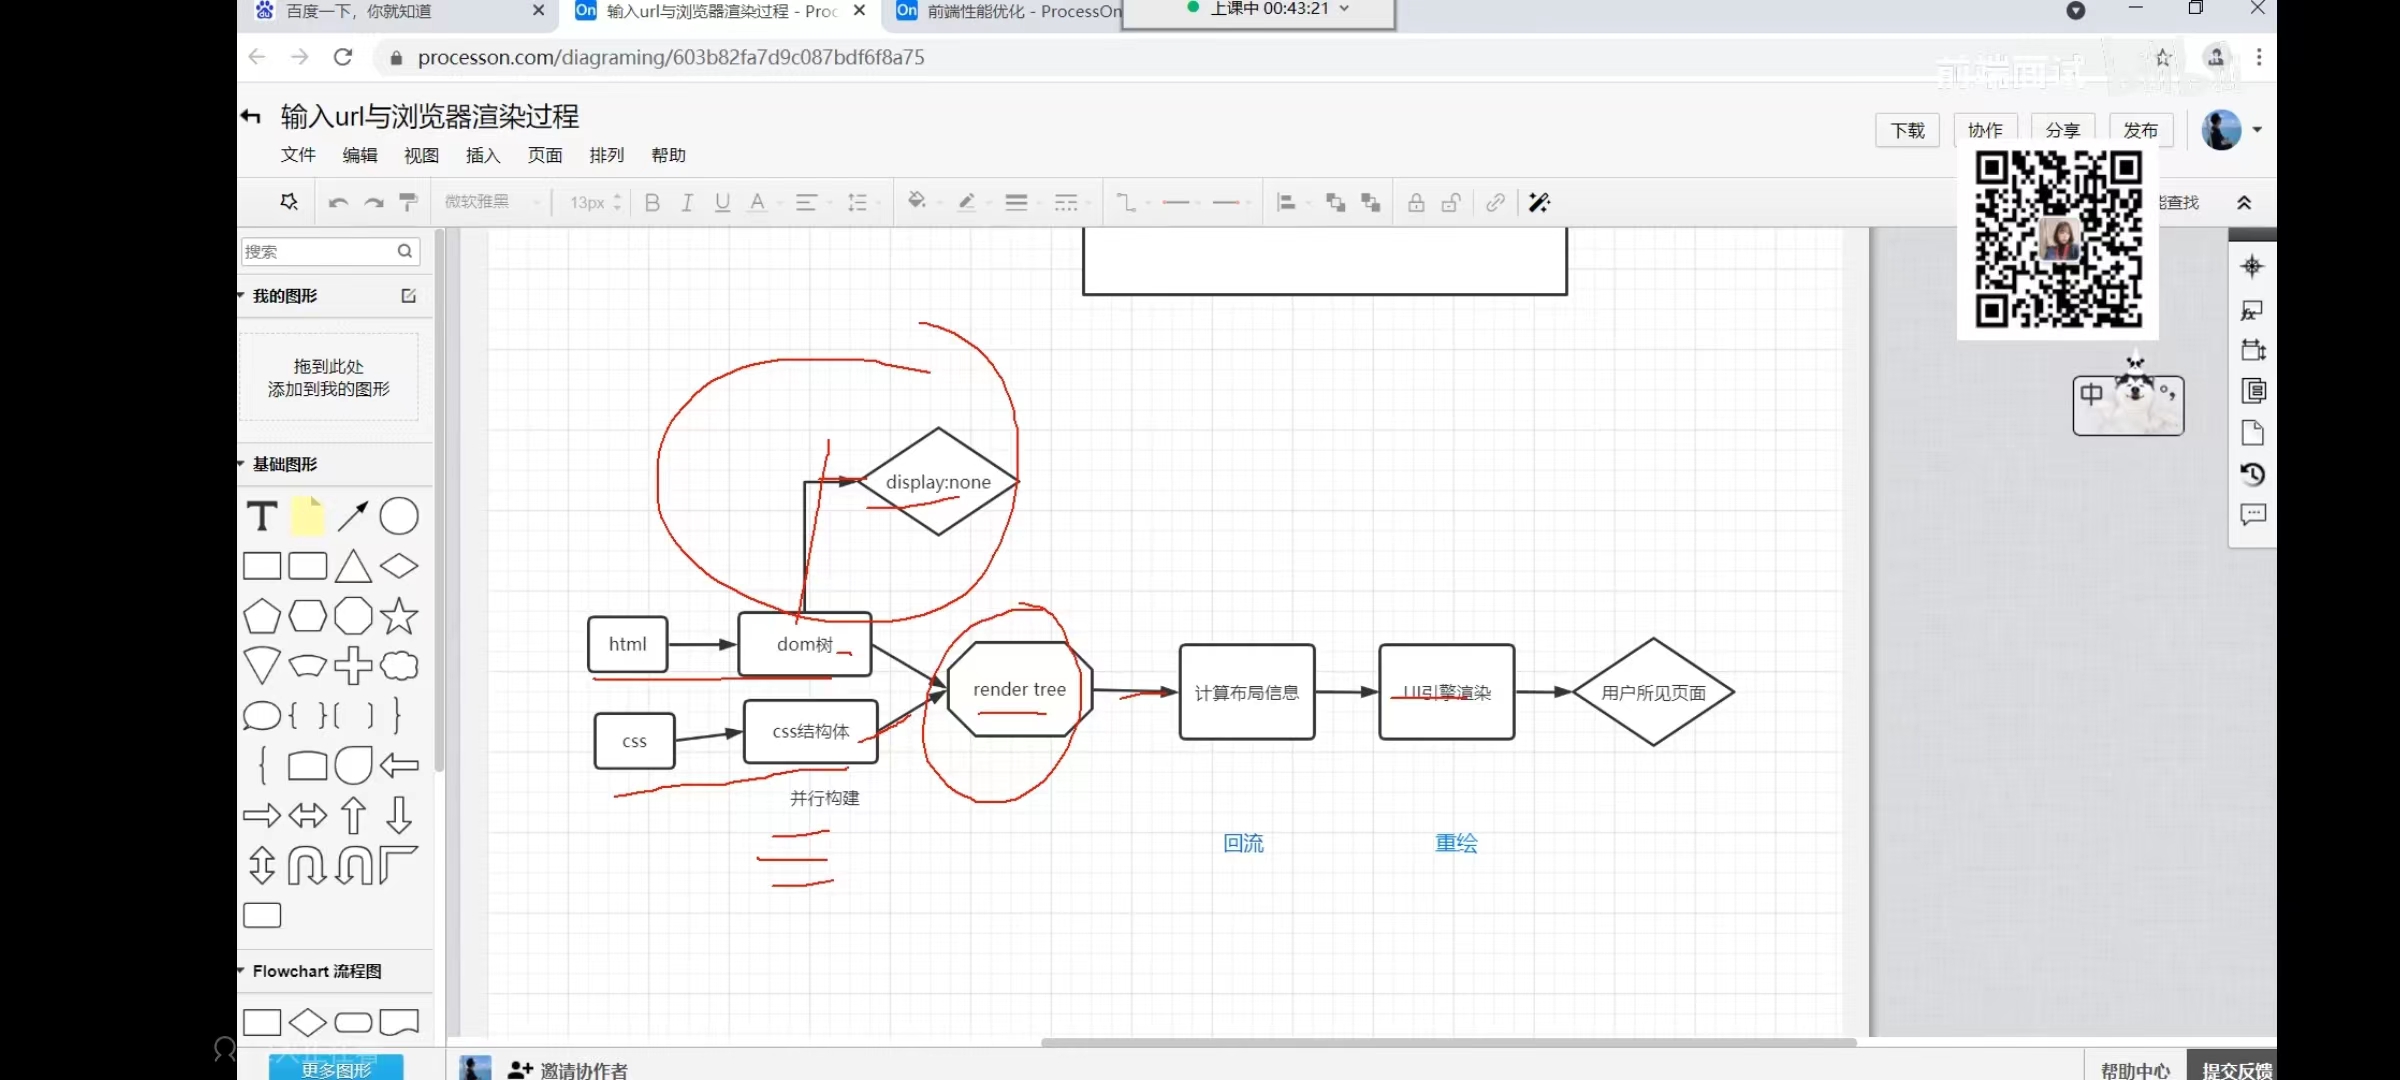 百度一下，你就知道
输入url与浏览器渲染过程 - Proc
前端性能优化 - ProcessOn
上课中 00:43:21
processon.com/diagraming/603b82fa7d9c087bdf6f8a75
前端面试
输入url与浏览器渲染过程
下载 协作 分享 发布
文件 编辑 视图 插入 页面 排列 帮助
微软雅黑 13px B I U A
能查找
搜索
我的图形
拖到此处
添加到我的图形
基础图形
T
中
display:none
html
dom树
render tree
计算布局信息
UI引擎渲染
用户所见页面
css
css结构体
并行构建
回流
重绘
Flowchart 流程图
更多图形
邀请协作者
帮助中心
提交反馈